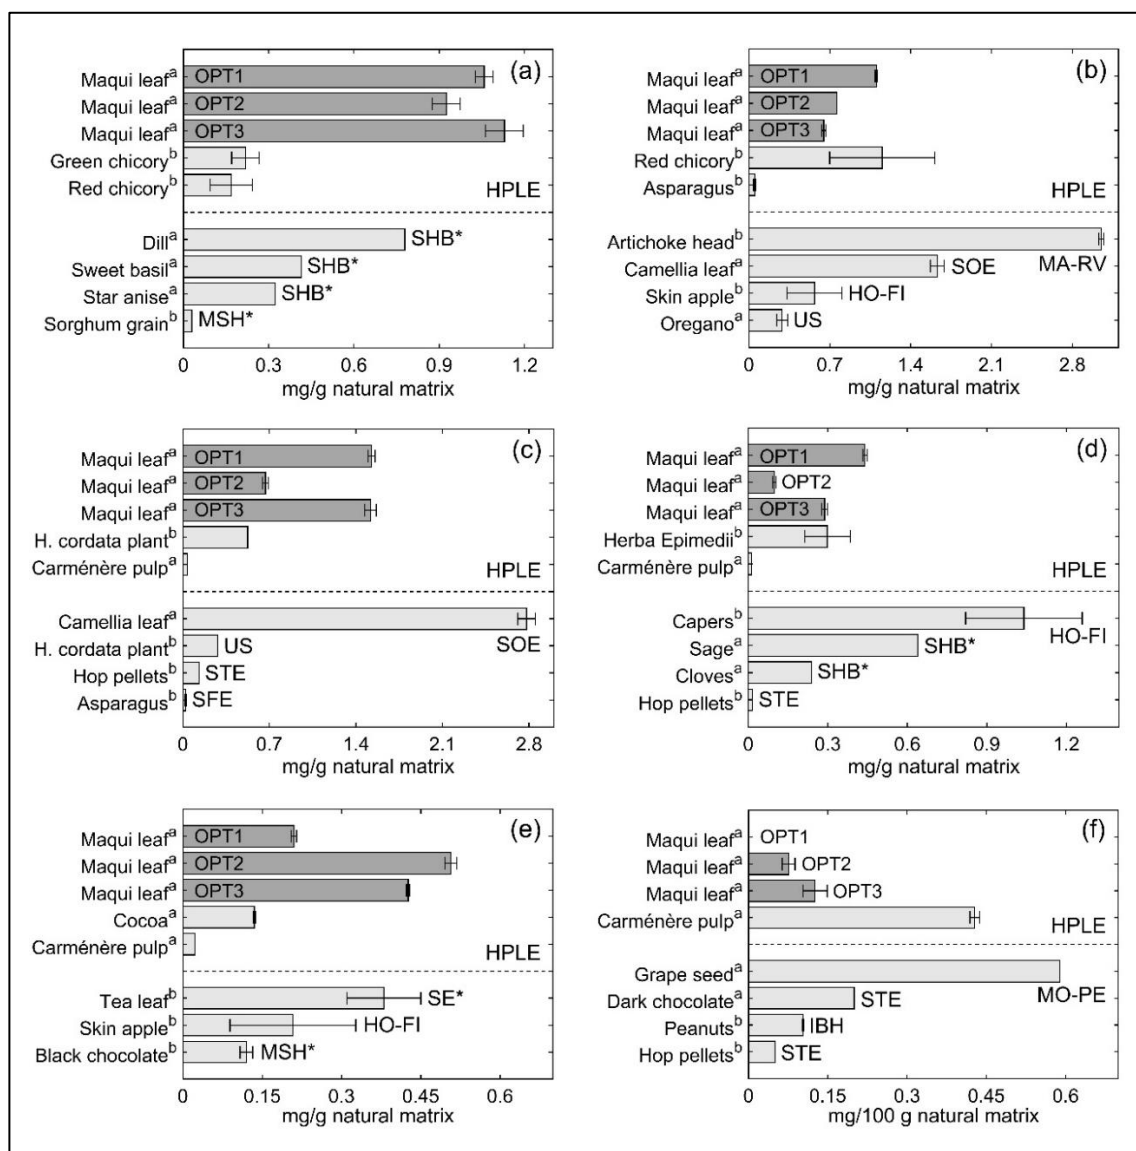 (a)
Maqui leafᵃ OPT1
Maqui leafᵃ OPT2
Maqui leafᵃ OPT3
Green chicoryᵇ
Red chicoryᵇ
HPLE
Dillᵃ SHB*
Sweet basilᵃ SHB*
Star aniseᵃ SHB*
Sorghum grainᵇ MSH*
0 0.3 0.6 0.9 1.2
mg/g natural matrix
(b)
Maqui leafᵃ OPT1
Maqui leafᵃ OPT2
Maqui leafᵃ OPT3
Red chicoryᵇ
Asparagusᵇ
HPLE
Artichoke headᵇ MA-RV
Camellia leafᵃ SOE
Skin appleᵇ HO-FI
Oreganoᵃ US
0 0.7 1.4 2.1 2.8
mg/g natural matrix
(c)
Maqui leafᵃ OPT1
Maqui leafᵃ OPT2
Maqui leafᵃ OPT3
H. cordata plantᵇ
Carménère pulpᵃ
HPLE
Camellia leafᵃ SOE
H. cordata plantᵇ US
Hop pelletsᵇ STE
Asparagusᵇ SFE
0 0.7 1.4 2.1 2.8
mg/g natural matrix
(d)
Maqui leafᵃ OPT1
Maqui leafᵃ OPT2
Maqui leafᵃ OPT3
Herba Epimediiᵇ
Carménère pulpᵃ
HPLE
Capersᵇ HO-FI
Sageᵃ SHB*
Clovesᵃ SHB*
Hop pelletsᵇ STE
0 0.3 0.6 0.9 1.2
mg/g natural matrix
(e)
Maqui leafᵃ OPT1
Maqui leafᵃ OPT2
Maqui leafᵃ OPT3
Cocoaᵃ
Carménère pulpᵃ
HPLE
Tea leafᵇ SE*
Skin appleᵇ HO-FI
Black chocolateᵇ MSH*
0 0.15 0.3 0.45 0.6
mg/g natural matrix
(f)
Maqui leafᵃ OPT1
Maqui leafᵃ OPT2
Maqui leafᵃ OPT3
Carménère pulpᵃ
HPLE
Grape seedᵃ MO-PE
Dark chocolateᵃ STE
Peanutsᵇ IBH
Hop pelletsᵇ STE
0 0.15 0.3 0.45 0.6
mg/100 g natural matrix